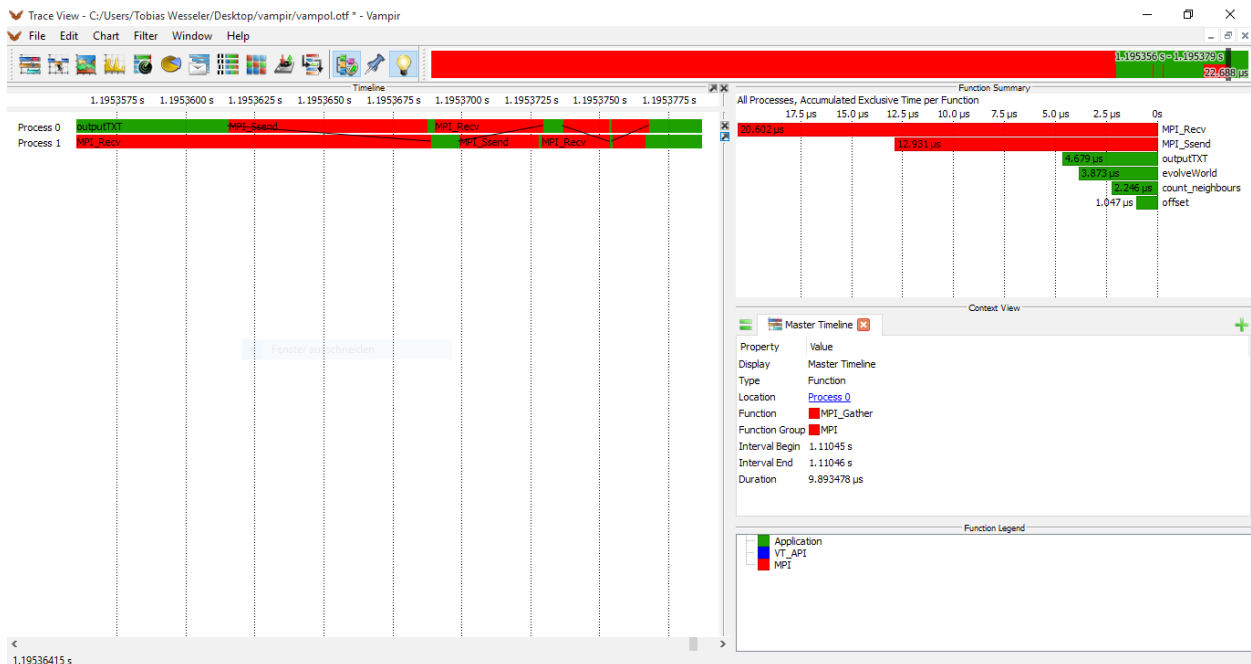 Trace View - C:/Users/Tobias Wesseler/Desktop/vampir/vampol.otf * - Vampir
File Edit Chart Filter Window Help
1.195356 s - 1.195379 s
22.688 µs
Timeline
1.1953575 s 1.1953600 s 1.1953625 s 1.1953650 s 1.1953675 s 1.1953700 s 1.1953725 s 1.1953750 s 1.1953775 s
Process 0 outputTXT MPI_Ssend MPI_Recv
Process 1 MPI_Recv MPI_Ssend MPI_Recv
Fenster ausschneiden
Function Summary
All Processes, Accumulated Exclusive Time per Function
17.5 µs 15.0 µs 12.5 µs 10.0 µs 7.5 µs 5.0 µs 2.5 µs 0s
20.602 µs MPI_Recv
12.931 µs MPI_Ssend
4.679 µs outputTXT
3.873 µs evolveWorld
2.246 µs count_neighbours
1.047 µs offset
Context View
Master Timeline
Property Value
Display Master Timeline
Type Function
Location Process 0
Function MPI_Gather
Function Group MPI
Interval Begin 1.11045 s
Interval End 1.11046 s
Duration 9.893478 µs
Function Legend
Application
VT_API
MPI
1.19536415 s